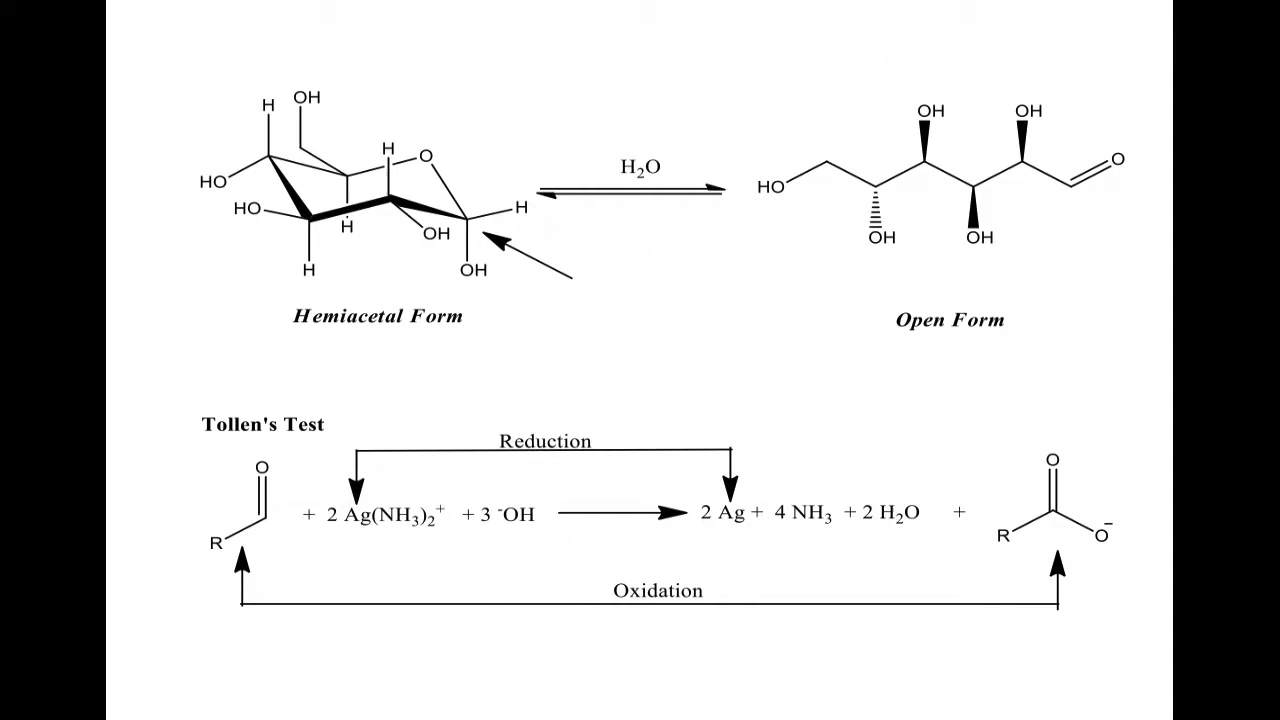 H OH
H O
HO
HO H
H OH
H OH
Hemiacetal Form
H₂O
OH OH
O
HO
OH OH
Open Form
Tollen's Test
Reduction
O
R + 2 Ag(NH₃)₂⁺ + 3 ⁻OH 2 Ag + 4 NH₃ + 2 H₂O + R O O⁻
Oxidation